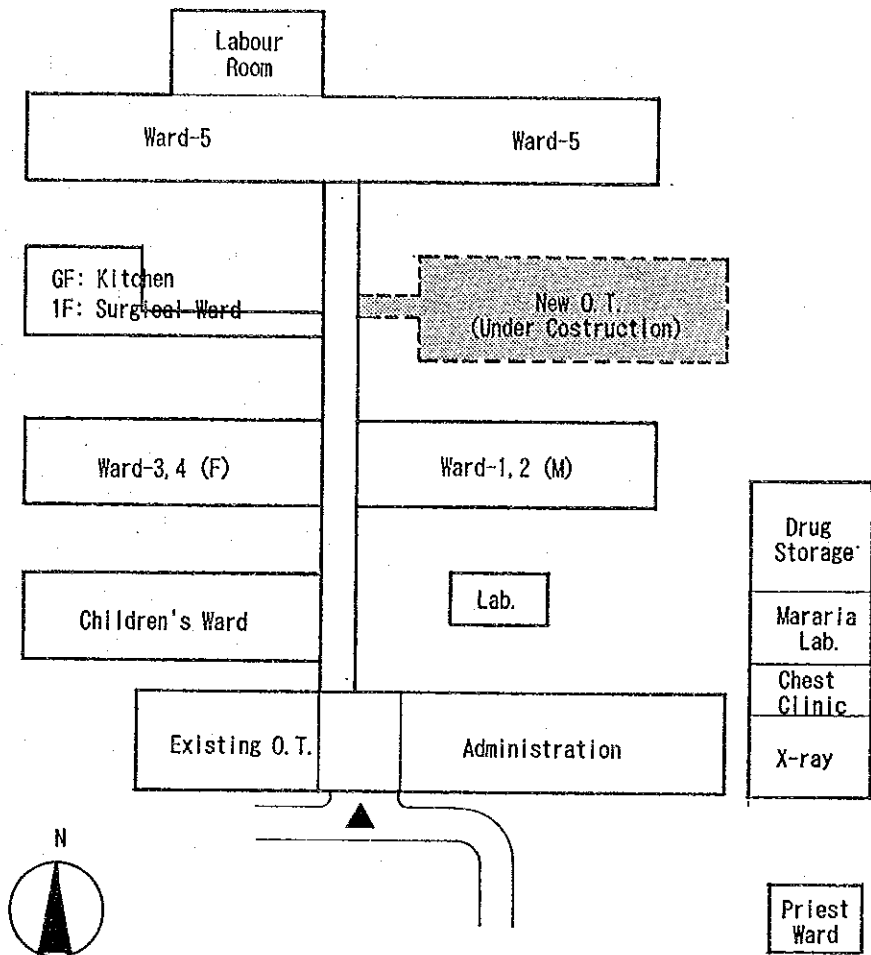 Labour
Room
Ward-5
Ward-5
GF: Kitchen
1F: Surgical Ward
New O.T.
(Under Costruction)
Ward-3,4 (F)
Ward-1,2 (M)
Drug
Storage
Children's Ward
Lab.
Mararia
Lab.
Chest
Clinic
Existing O.T.
Administration
X-ray
N
Priest
Ward